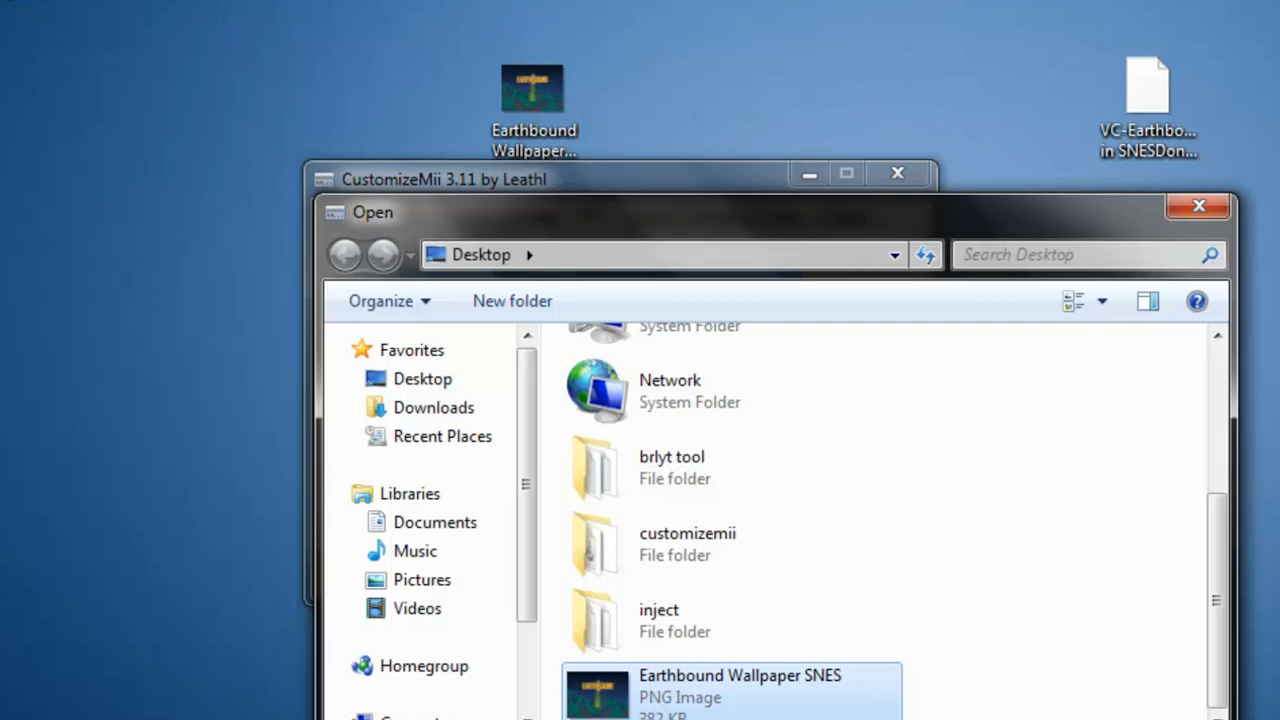 Earthbound
Wallpaper...
VC-Earthbo...
in SNESDon...
CustomizeMii 3.11 by Leathl
Open
Desktop
Search Desktop
Organize
New folder
Favorites
Desktop
Downloads
Recent Places
Libraries
Documents
Music
Pictures
Videos
Homegroup
System Folder
Network
System Folder
brlyt tool
File folder
customizemii
File folder
inject
File folder
Earthbound Wallpaper SNES
PNG Image
382 KB